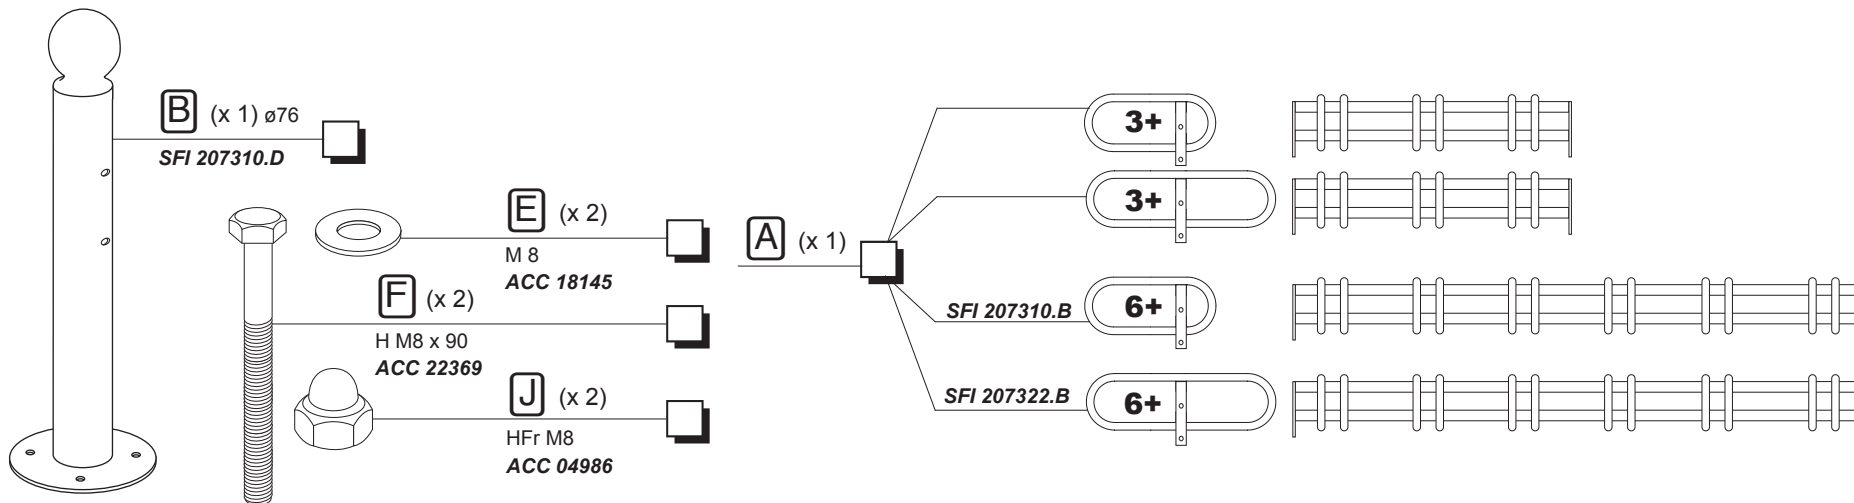 B (x 1) ø76
SFI 207310.D
E (x 2)
M 8
ACC 18145
F (x 2)
H M8 x 90
ACC 22369
J (x 2)
HFr M8
ACC 04986
A (x 1)
3+
3+
SFI 207310.B
6+
SFI 207322.B
6+